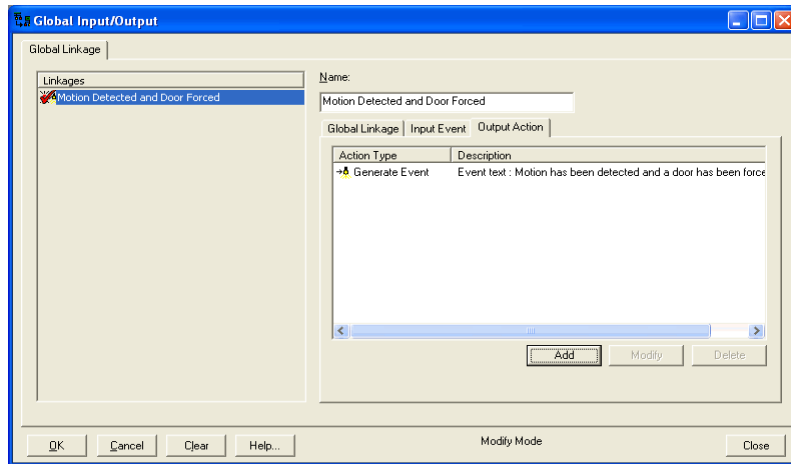 Global Input/Output
Global Linkage
Linkages
Motion Detected and Door Forced
Name:
Motion Detected and Door Forced
Global Linkage Input Event Output Action
Action Type Description
Generate Event Event text : Motion has been detected and a door has been force
Add Modify Delete
OK Cancel Clear Help... Modify Mode Close